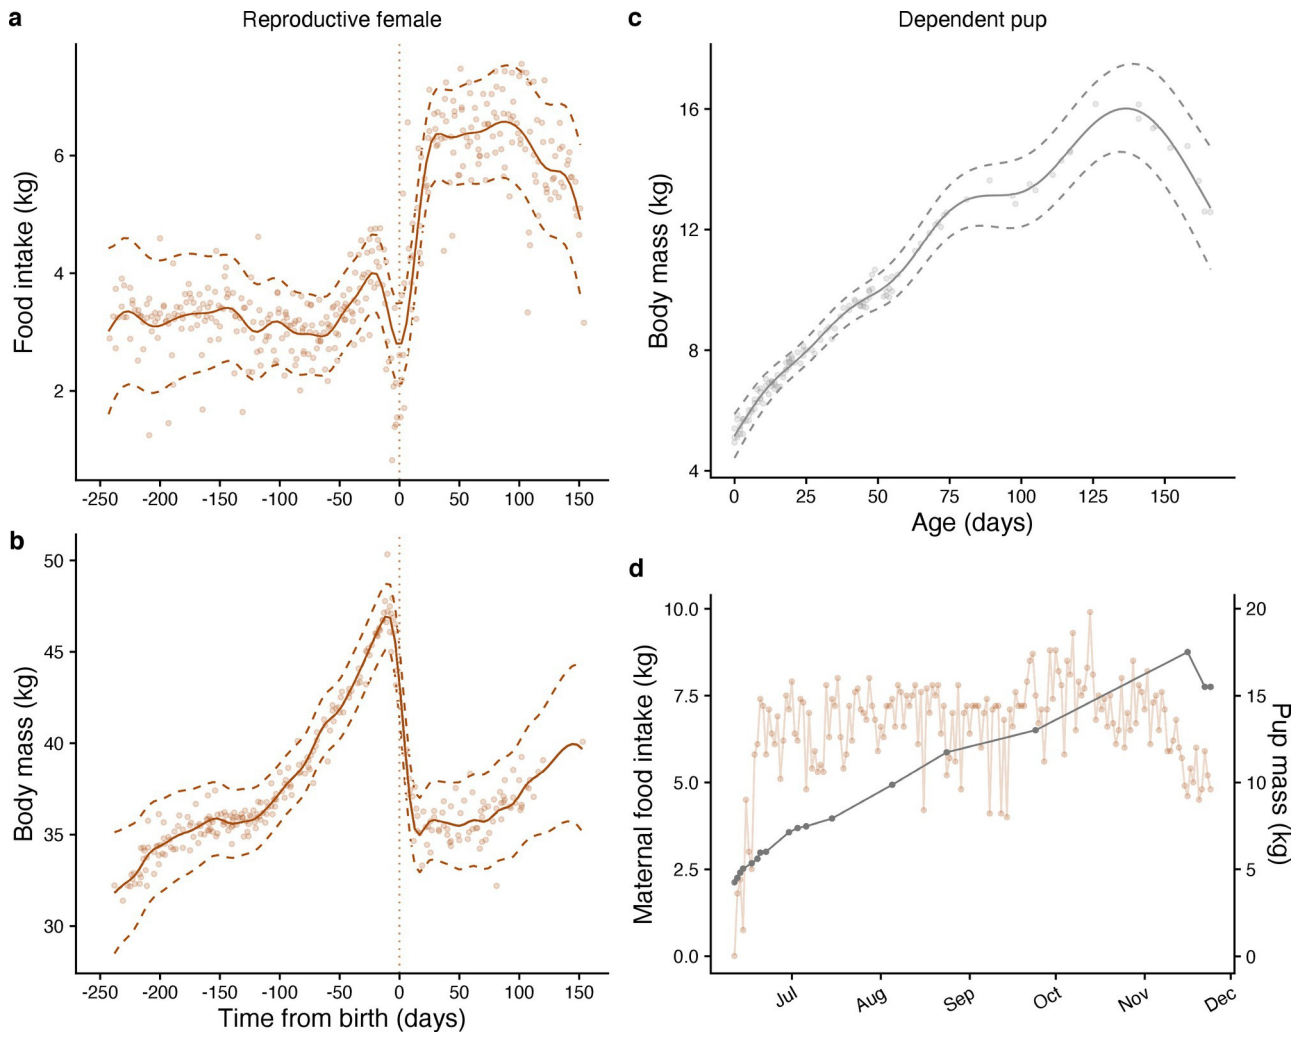 a
Reproductive female
Food intake (kg)
6
4
2
-250 -200 -150 -100 -50 0 50 100 150
b
Body mass (kg)
50
45
40
35
30
-250 -200 -150 -100 -50 0 50 100 150
Time from birth (days)
c
Dependent pup
Body mass (kg)
16
12
8
4
0 25 50 75 100 125 150
Age (days)
d
Maternal food intake (kg)
10.0
7.5
5.0
2.5
0.0
20
15
10
5
0
Pup mass (kg)
Jul Aug Sep Oct Nov Dec